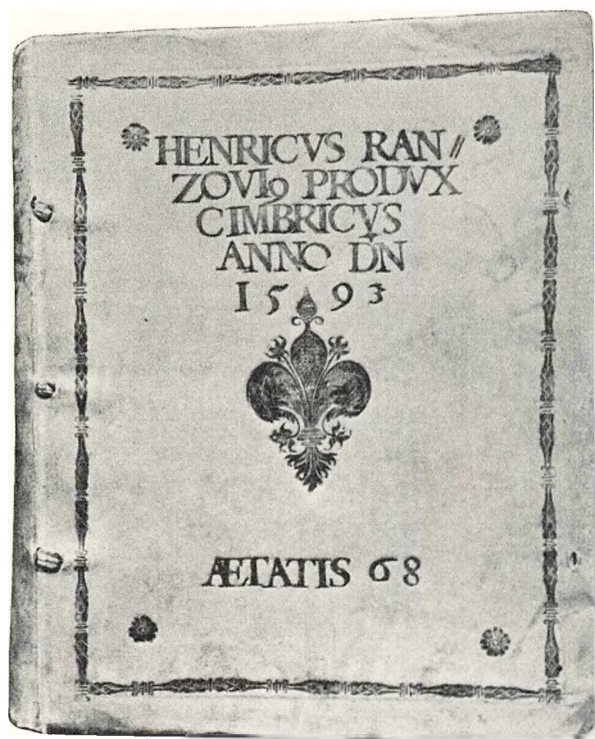 HENRICVS RAN//
ZOVI9 PRODVX
CIMBRICVS
ANNO DN̄
1593
ÆTATIS 68